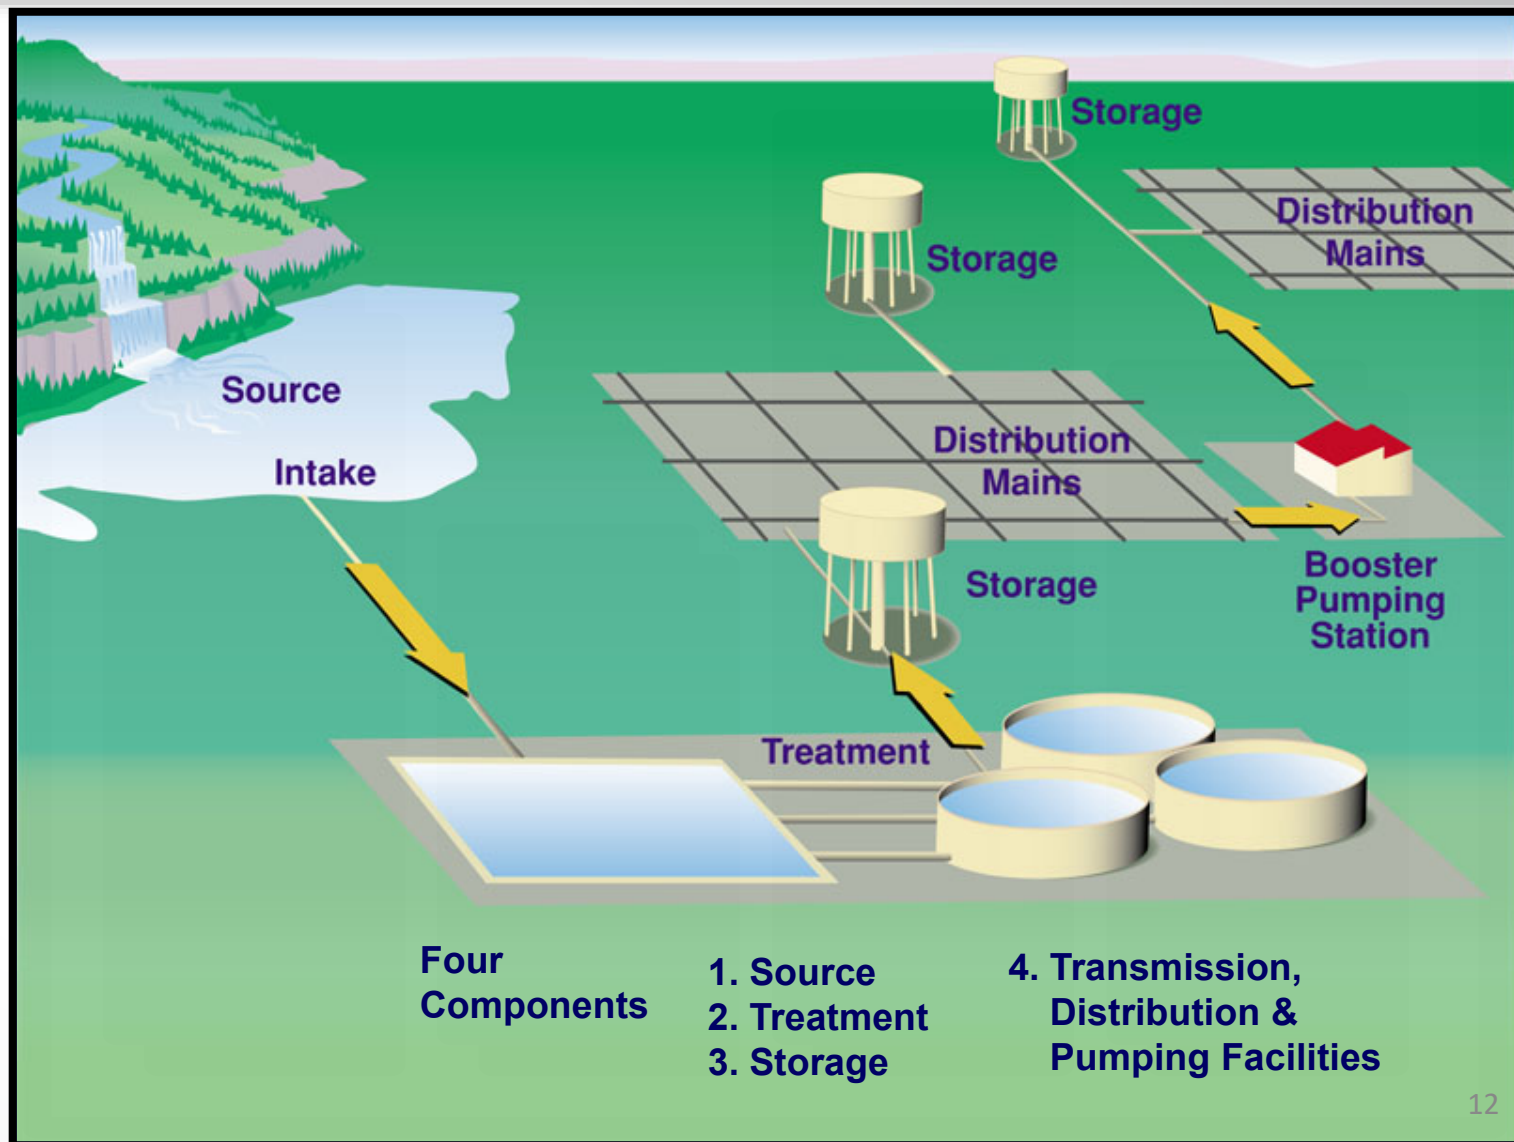 Storage
Distribution
Mains
Storage
Source
Distribution
Mains
Intake
Storage
Booster
Pumping
Station
Treatment
Four
Components
1. Source
2. Treatment
3. Storage
4. Transmission,
Distribution &
Pumping Facilities
12